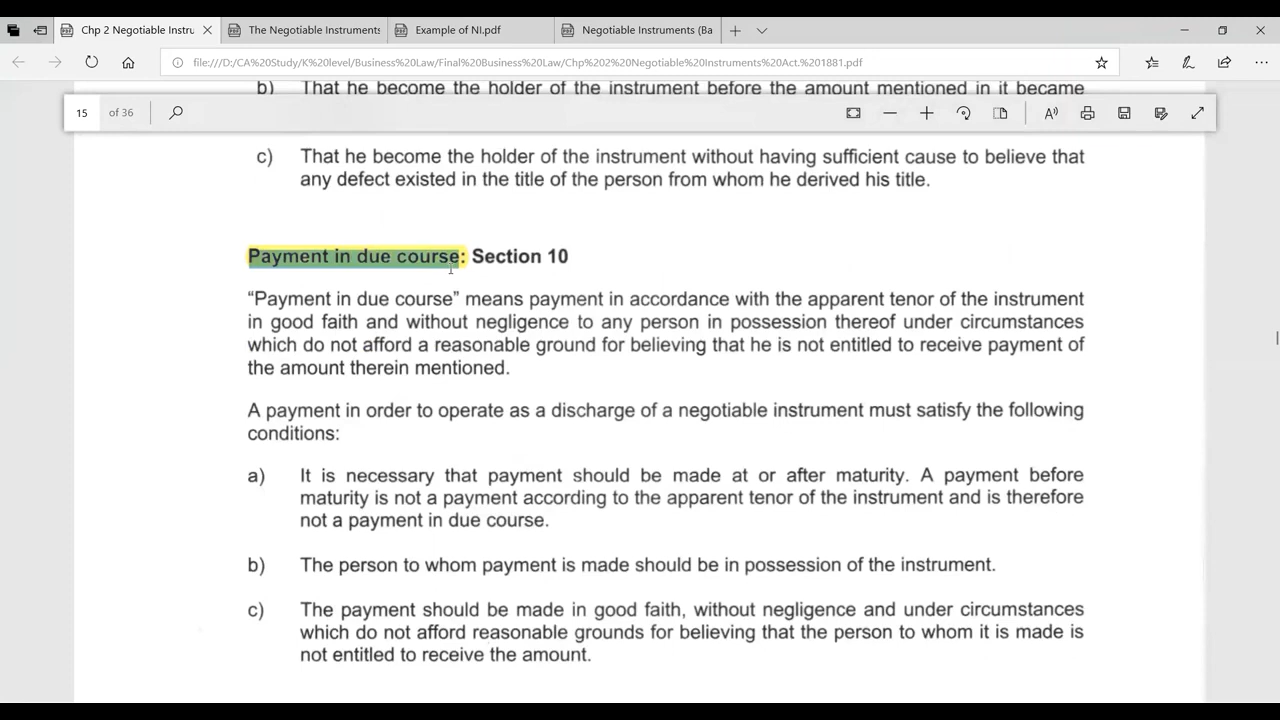 Chp 2 Negotiable Instru
The Negotiable Instruments
Example of NI.pdf
Negotiable Instruments (Ba
file:///D:/CA%20Study/K%20level/Business%20Law/Final%20Business%20Law/Chp%202%20Negotiable%20Instruments%20Act.%201881.pdf
b) That he become the holder of the instrument before the amount mentioned in it became
15 of 36
c) That he become the holder of the instrument without having sufficient cause to believe that
any defect existed in the title of the person from whom he derived his title.
Payment in due course: Section 10
“Payment in due course” means payment in accordance with the apparent tenor of the instrument
in good faith and without negligence to any person in possession thereof under circumstances
which do not afford a reasonable ground for believing that he is not entitled to receive payment of
the amount therein mentioned.
A payment in order to operate as a discharge of a negotiable instrument must satisfy the following
conditions:
a) It is necessary that payment should be made at or after maturity. A payment before
maturity is not a payment according to the apparent tenor of the instrument and is therefore
not a payment in due course.
b) The person to whom payment is made should be in possession of the instrument.
c) The payment should be made in good faith, without negligence and under circumstances
which do not afford reasonable grounds for believing that the person to whom it is made is
not entitled to receive the amount.